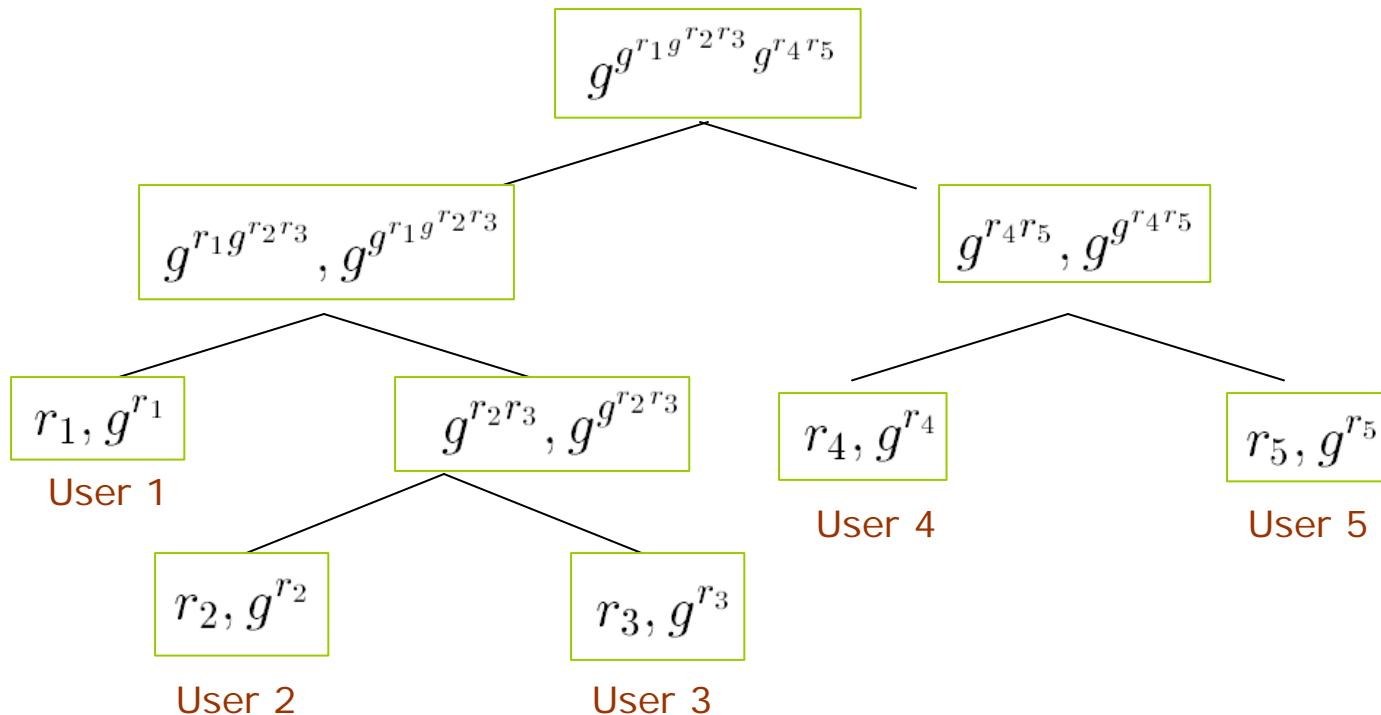 $g^{g^{r_1 g^{r_2 r_3}} g^{r_4 r_5}}$
$g^{r_1 g^{r_2 r_3}}, g^{g^{r_1 g^{r_2 r_3}}}$
$g^{r_4 r_5}, g^{g^{r_4 r_5}}$
$r_1, g^{r_1}$
$g^{r_2 r_3}, g^{g^{r_2 r_3}}$
$r_4, g^{r_4}$
$r_5, g^{r_5}$
User 1
User 4
User 5
$r_2, g^{r_2}$
$r_3, g^{r_3}$
User 2
User 3